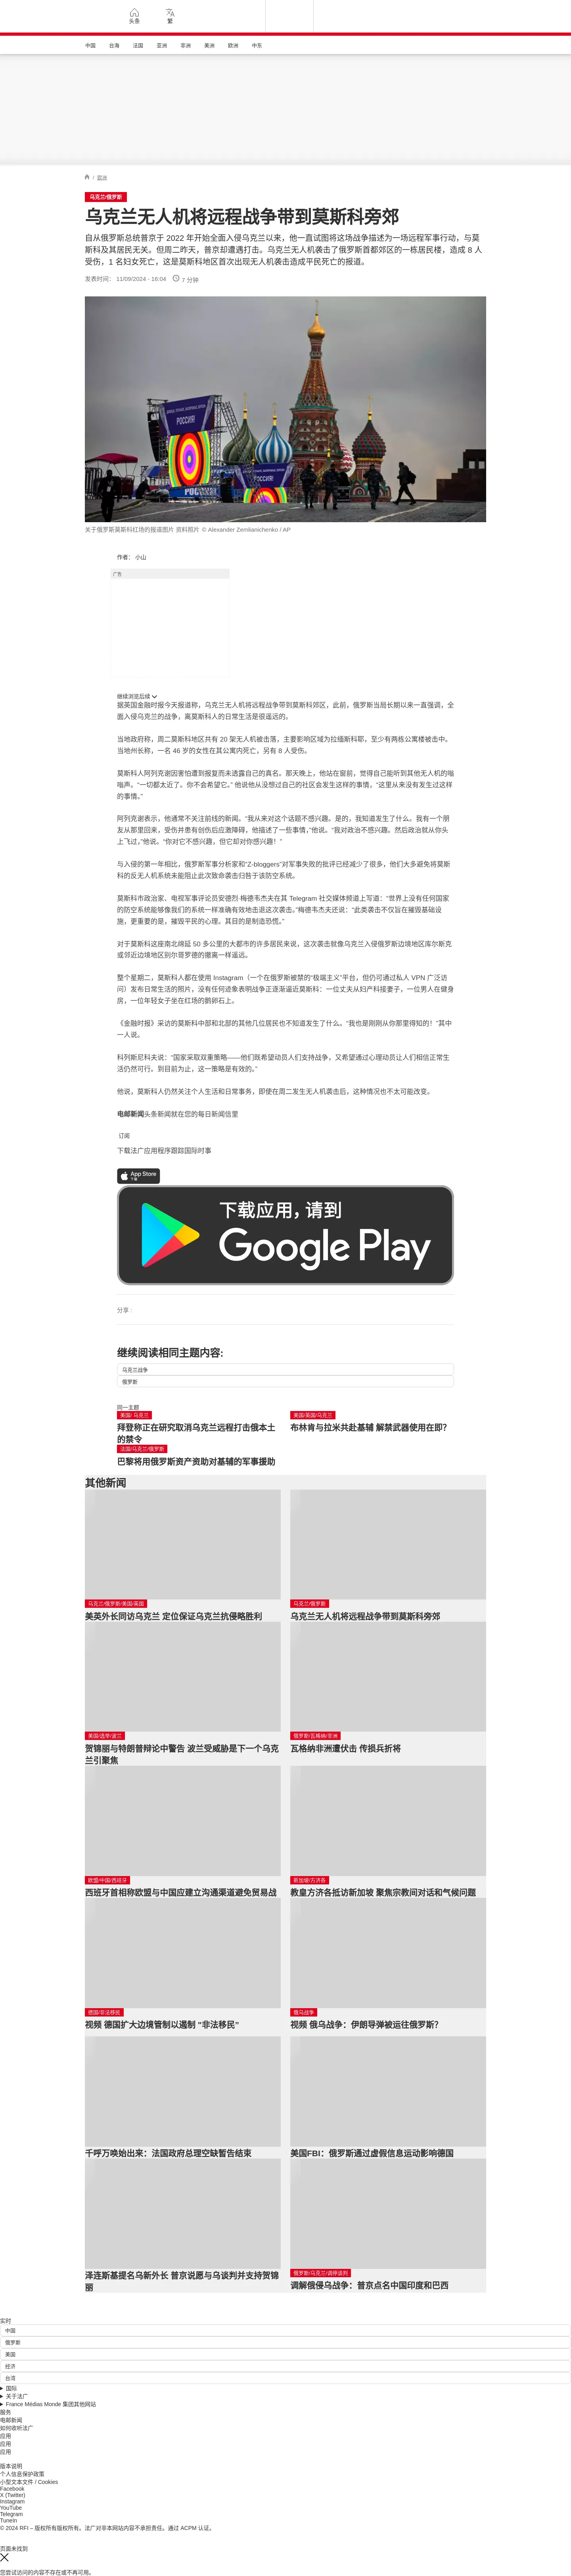 头条
繁
中国
台海
法国
亚洲
非洲
美洲
欧洲
中东
/ 欧洲
乌克兰/俄罗斯
乌克兰无人机将远程战争带到莫斯科旁郊
自从俄罗斯总统普京于 2022 年开始全面入侵乌克兰以来，他一直试图将这场战争描述为一场远程军事行动，与莫
斯科及其居民无关。但周二昨天，普京却遭遇打击。乌克兰无人机袭击了俄罗斯首都郊区的一栋居民楼，造成 8 人
受伤，1 名妇女死亡，这是莫斯科地区首次出现无人机袭击造成平民死亡的报道。
发表时间： 11/09/2024 - 16:04
7 分钟
РОССИЯ!
РОССИЯ!
РОССИЯ
关于俄罗斯莫斯科红场的报道图片 资料照片 © Alexander Zemlianichenko / AP
作者： 小山
广告
继续浏览后续
据英国金融时报今天报道称，乌克兰无人机将远程战争带到莫斯科郊区，此前，俄罗斯当局长期以来一直强调，全
面入侵乌克兰的战争，离莫斯科人的日常生活是很遥远的。
当地政府称，周二莫斯科地区共有 20 架无人机被击落，主要影响区域为拉缅斯科耶，至少有两栋公寓楼被击中。
当地州长称，一名 46 岁的女性在其公寓内死亡，另有 8 人受伤。
莫斯科人阿列克谢因害怕遭到报复而未透露自己的真名。那天晚上，他站在窗前，觉得自己能听到其他无人机的嗡
嗡声。“一切都太近了。你不会希望它。” 他说他从没想过自己的社区会发生这样的事情，“这里从来没有发生过这样
的事情。”
阿列克谢表示，他通常不关注前线的新闻。“我从来对这个话题不感兴趣。是的，我知道发生了什么。我有一个朋
友从那里回来，受伤并患有创伤后应激障碍，他描述了一些事情，”他说。“我对政治不感兴趣。然后政治就从你头
上飞过，”他说。“你对它不感兴趣，但它却对你感兴趣！”
与入侵的第一年相比，俄罗斯军事分析家和“Z-bloggers”对军事失败的批评已经减少了很多，他们大多避免将莫斯
科的反无人机系统未能阻止此次致命袭击归咎于该防空系统。
莫斯科市政治家、电视军事评论员安德烈·梅德韦杰夫在其 Telegram 社交媒体频道上写道：“世界上没有任何国家
的防空系统能够像我们的系统一样准确有效地击退这次袭击。”梅德韦杰夫还说：“此类袭击不仅旨在摧毁基础设
施，更重要的是，摧毁平民的心理。其目的是制造恐慌。”
对于莫斯科这座南北绵延 50 多公里的大都市的许多居民来说，这次袭击就像乌克兰入侵俄罗斯边境地区库尔斯克
或邻近边境地区别尔哥罗德的撤离一样遥远。
整个星期二，莫斯科人都在使用 Instagram（一个在俄罗斯被禁的“极端主义”平台，但仍可通过私人 VPN 广泛访
问）发布日常生活的照片，没有任何迹象表明战争正逐渐逼近莫斯科：一位丈夫从妇产科接妻子，一位男人在健身
房，一位年轻女子坐在红场的鹅卵石上。
《金融时报》采访的莫斯科中部和北部的其他几位居民也不知道发生了什么。“我也是刚刚从你那里得知的！”其中
一人说。
科列斯尼科夫说：“国家采取双重策略——他们既希望动员人们支持战争，又希望通过心理动员让人们相信正常生
活仍然可行。到目前为止，这一策略是有效的。”
他说，莫斯科人仍然关注个人生活和日常事务，即使在周二发生无人机袭击后，这种情况也不太可能改变。
电邮新闻头条新闻就在您的每日新闻信里
订阅
下载法广应用程序跟踪国际时事
App Store
下载
下载应用，请到
Google Play
分享 :
继续阅读相同主题内容:
乌克兰战争
俄罗斯
同一主题
美国/ 乌克兰
拜登称正在研究取消乌克兰远程打击俄本土
的禁令
美国/英国/乌克兰
布林肯与拉米共赴基辅 解禁武器使用在即？
法国/乌克兰/俄罗斯
巴黎将用俄罗斯资产资助对基辅的军事援助
其他新闻
乌克兰/俄罗斯/美国/英国
美英外长同访乌克兰 定位保证乌克兰抗侵略胜利
乌克兰/俄罗斯
乌克兰无人机将远程战争带到莫斯科旁郊
美国/选举/波兰
贺锦丽与特朗普辩论中警告 波兰受威胁是下一个乌克
兰引聚焦
俄罗斯/瓦格纳/非洲
瓦格纳非洲遭伏击 传损兵折将
欧盟/中国/西班牙
西班牙首相称欧盟与中国应建立沟通渠道避免贸易战
新加坡/方济各
教皇方济各抵访新加坡 聚焦宗教间对话和气候问题
德国/非法移民
视频 德国扩大边境管制以遏制 "非法移民"
俄乌战争
视频 俄乌战争：伊朗导弹被运往俄罗斯？
千呼万唤始出来：法国政府总理空缺暂告结束
美国FBI：俄罗斯通过虚假信息运动影响德国
泽连斯基提名乌新外长 普京说愿与乌谈判并支持贺锦
丽
俄罗斯/乌克兰/调停谈判
调解俄侵乌战争：普京点名中国印度和巴西
实时
中国
俄罗斯
美国
经济
台湾
国际
关于法广
France Médias Monde 集团其他网站
服务
电邮新闻
如何收听法广
应用
应用
应用
版本说明
个人信息保护政策
小型文本文件 / Cookies
Facebook
X (Twitter)
Instagram
YouTube
Telegram
TuneIn
© 2024 RFI – 版权所有版权所有。法广对非本网站内容不承担责任。通过 ACPM 认证。
页面未找到
您尝试访问的内容不存在或不再可用。